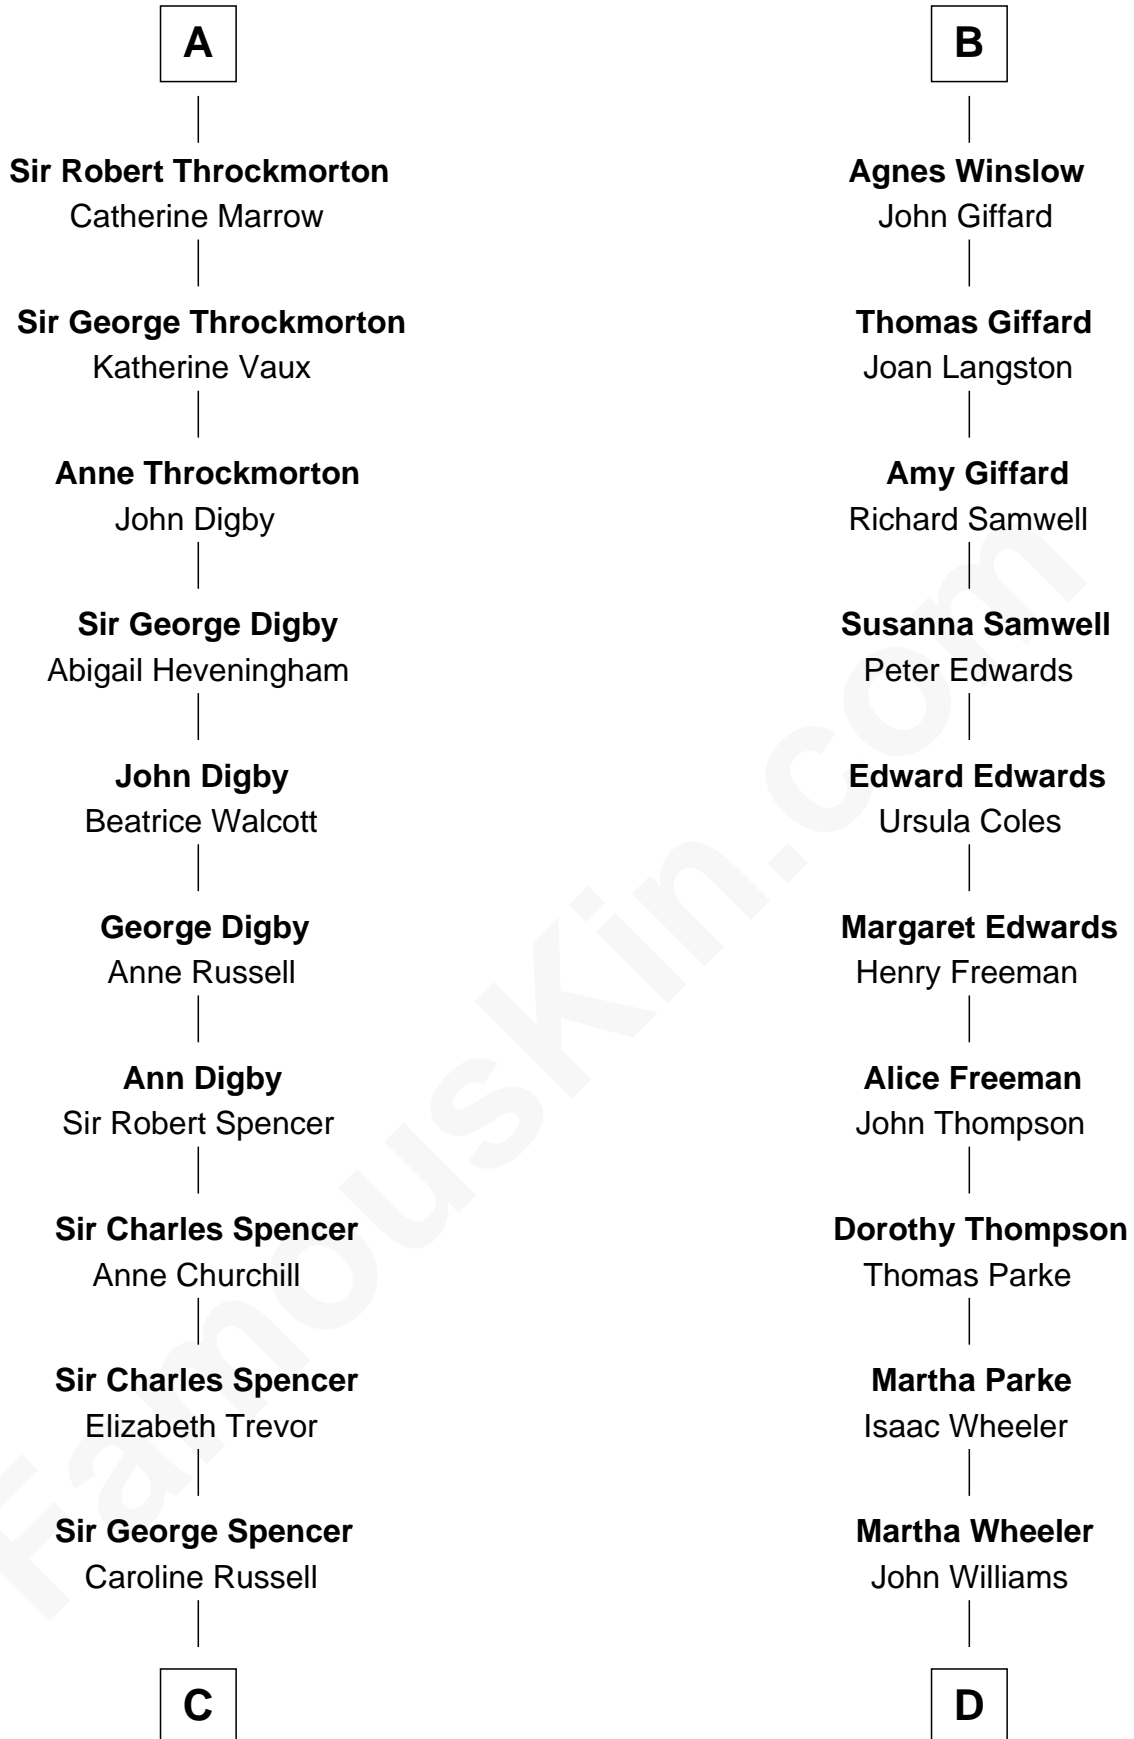 A
Sir Robert Throckmorton
Catherine Marrow
Sir George Throckmorton
Katherine Vaux
Anne Throckmorton
John Digby
Sir George Digby
Abigail Heveningham
John Digby
Beatrice Walcott
George Digby
Anne Russell
Ann Digby
Sir Robert Spencer
Sir Charles Spencer
Anne Churchill
Sir Charles Spencer
Elizabeth Trevor
Sir George Spencer
Caroline Russell
C
B
Agnes Winslow
John Giffard
Thomas Giffard
Joan Langston
Amy Giffard
Richard Samwell
Susanna Samwell
Peter Edwards
Edward Edwards
Ursula Coles
Margaret Edwards
Henry Freeman
Alice Freeman
John Thompson
Dorothy Thompson
Thomas Parke
Martha Parke
Isaac Wheeler
Martha Wheeler
John Williams
D
FamousKin.com